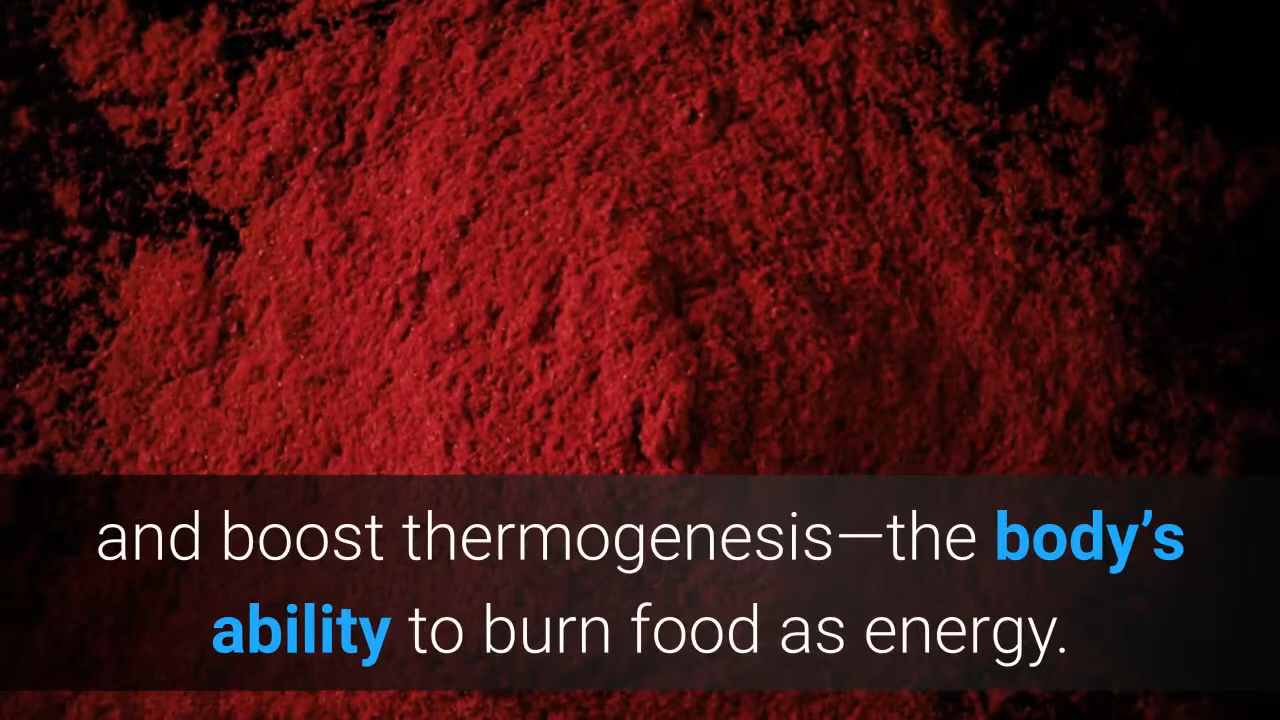 and boost thermogenesis—the body’s
ability to burn food as energy.